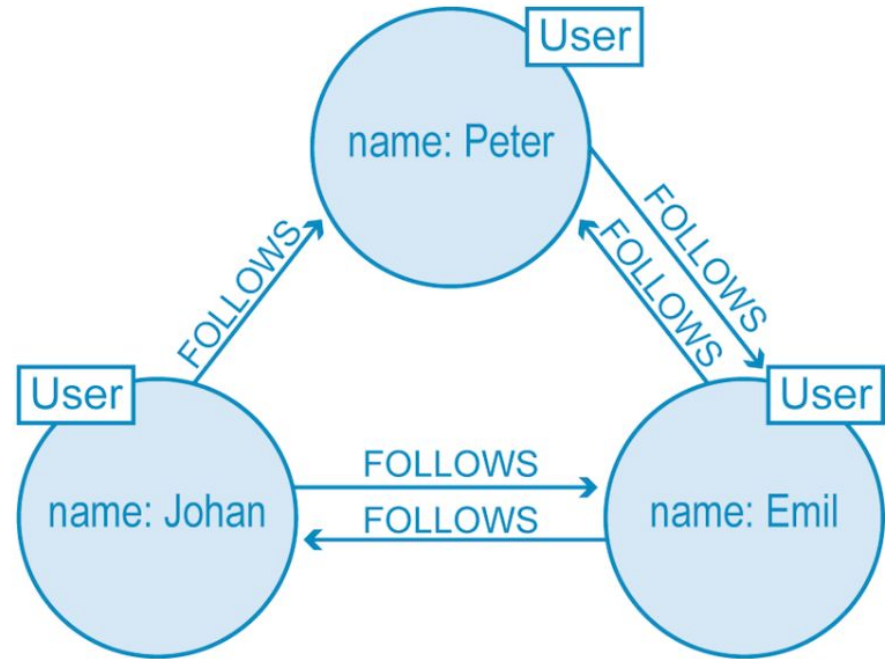 User
name: Peter
FOLLOWS
FOLLOWS
FOLLOWS
User
User
name: Johan
FOLLOWS
FOLLOWS
name: Emil